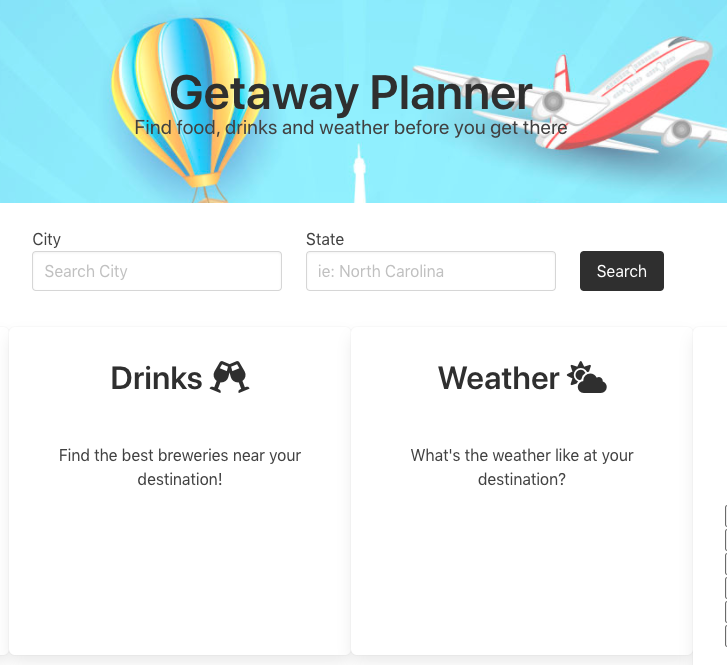 Getaway Planner
Find food, drinks and weather before you get there
City
State
Search City
ie: North Carolina
Search
Drinks
Weather
Find the best breweries near your
destination!
What's the weather like at your
destination?